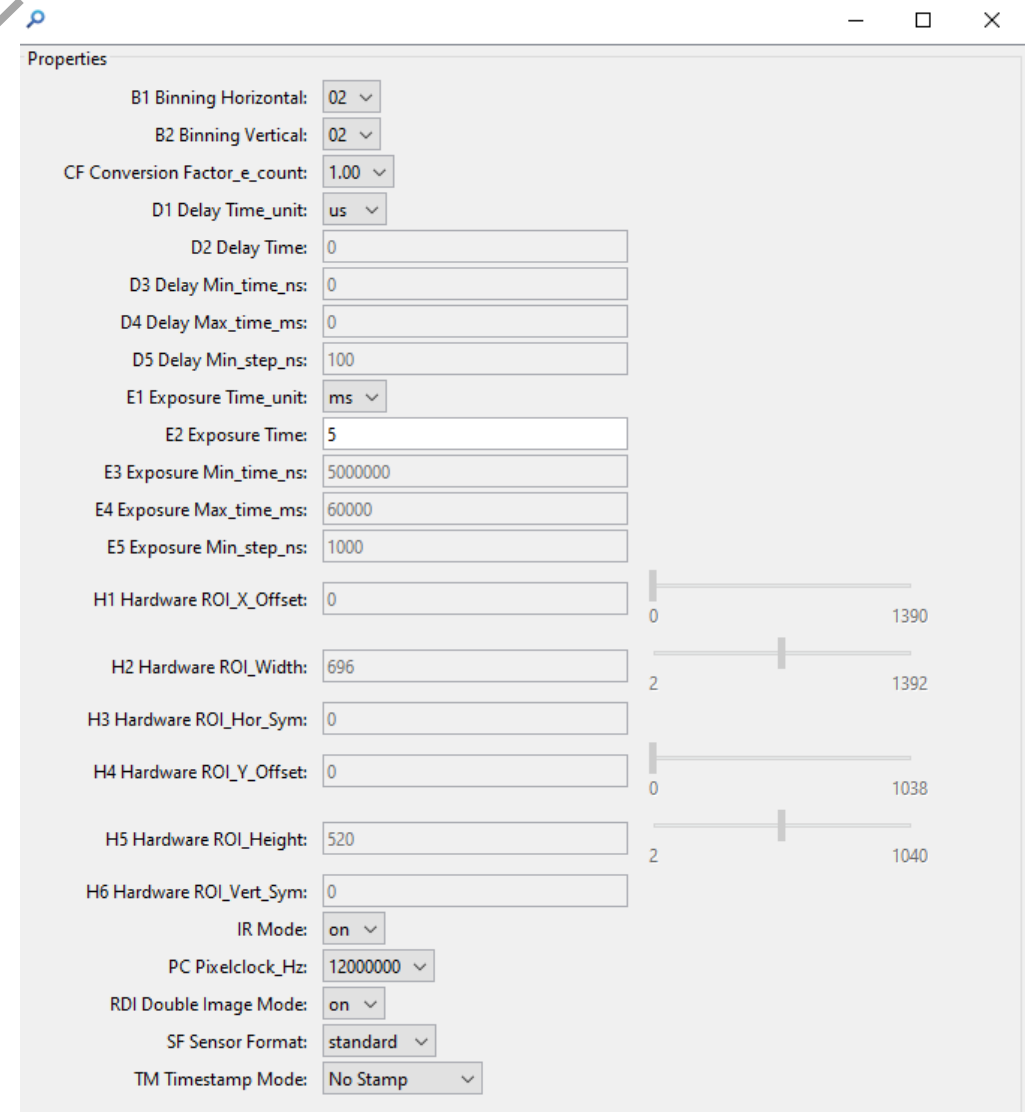 Properties
B1 Binning Horizontal: 02
B2 Binning Vertical: 02
CF Conversion Factor_e_count: 1.00
D1 Delay Time_unit: us
D2 Delay Time: 0
D3 Delay Min_time_ns: 0
D4 Delay Max_time_ms: 0
D5 Delay Min_step_ns: 100
E1 Exposure Time_unit: ms
E2 Exposure Time: 5
E3 Exposure Min_time_ns: 5000000
E4 Exposure Max_time_ms: 60000
E5 Exposure Min_step_ns: 1000
H1 Hardware ROI_X_Offset: 0
0 1390
H2 Hardware ROI_Width: 696
2 1392
H3 Hardware ROI_Hor_Sym: 0
H4 Hardware ROI_Y_Offset: 0
0 1038
H5 Hardware ROI_Height: 520
2 1040
H6 Hardware ROI_Vert_Sym: 0
IR Mode: on
PC Pixelclock_Hz: 12000000
RDI Double Image Mode: on
SF Sensor Format: standard
TM Timestamp Mode: No Stamp